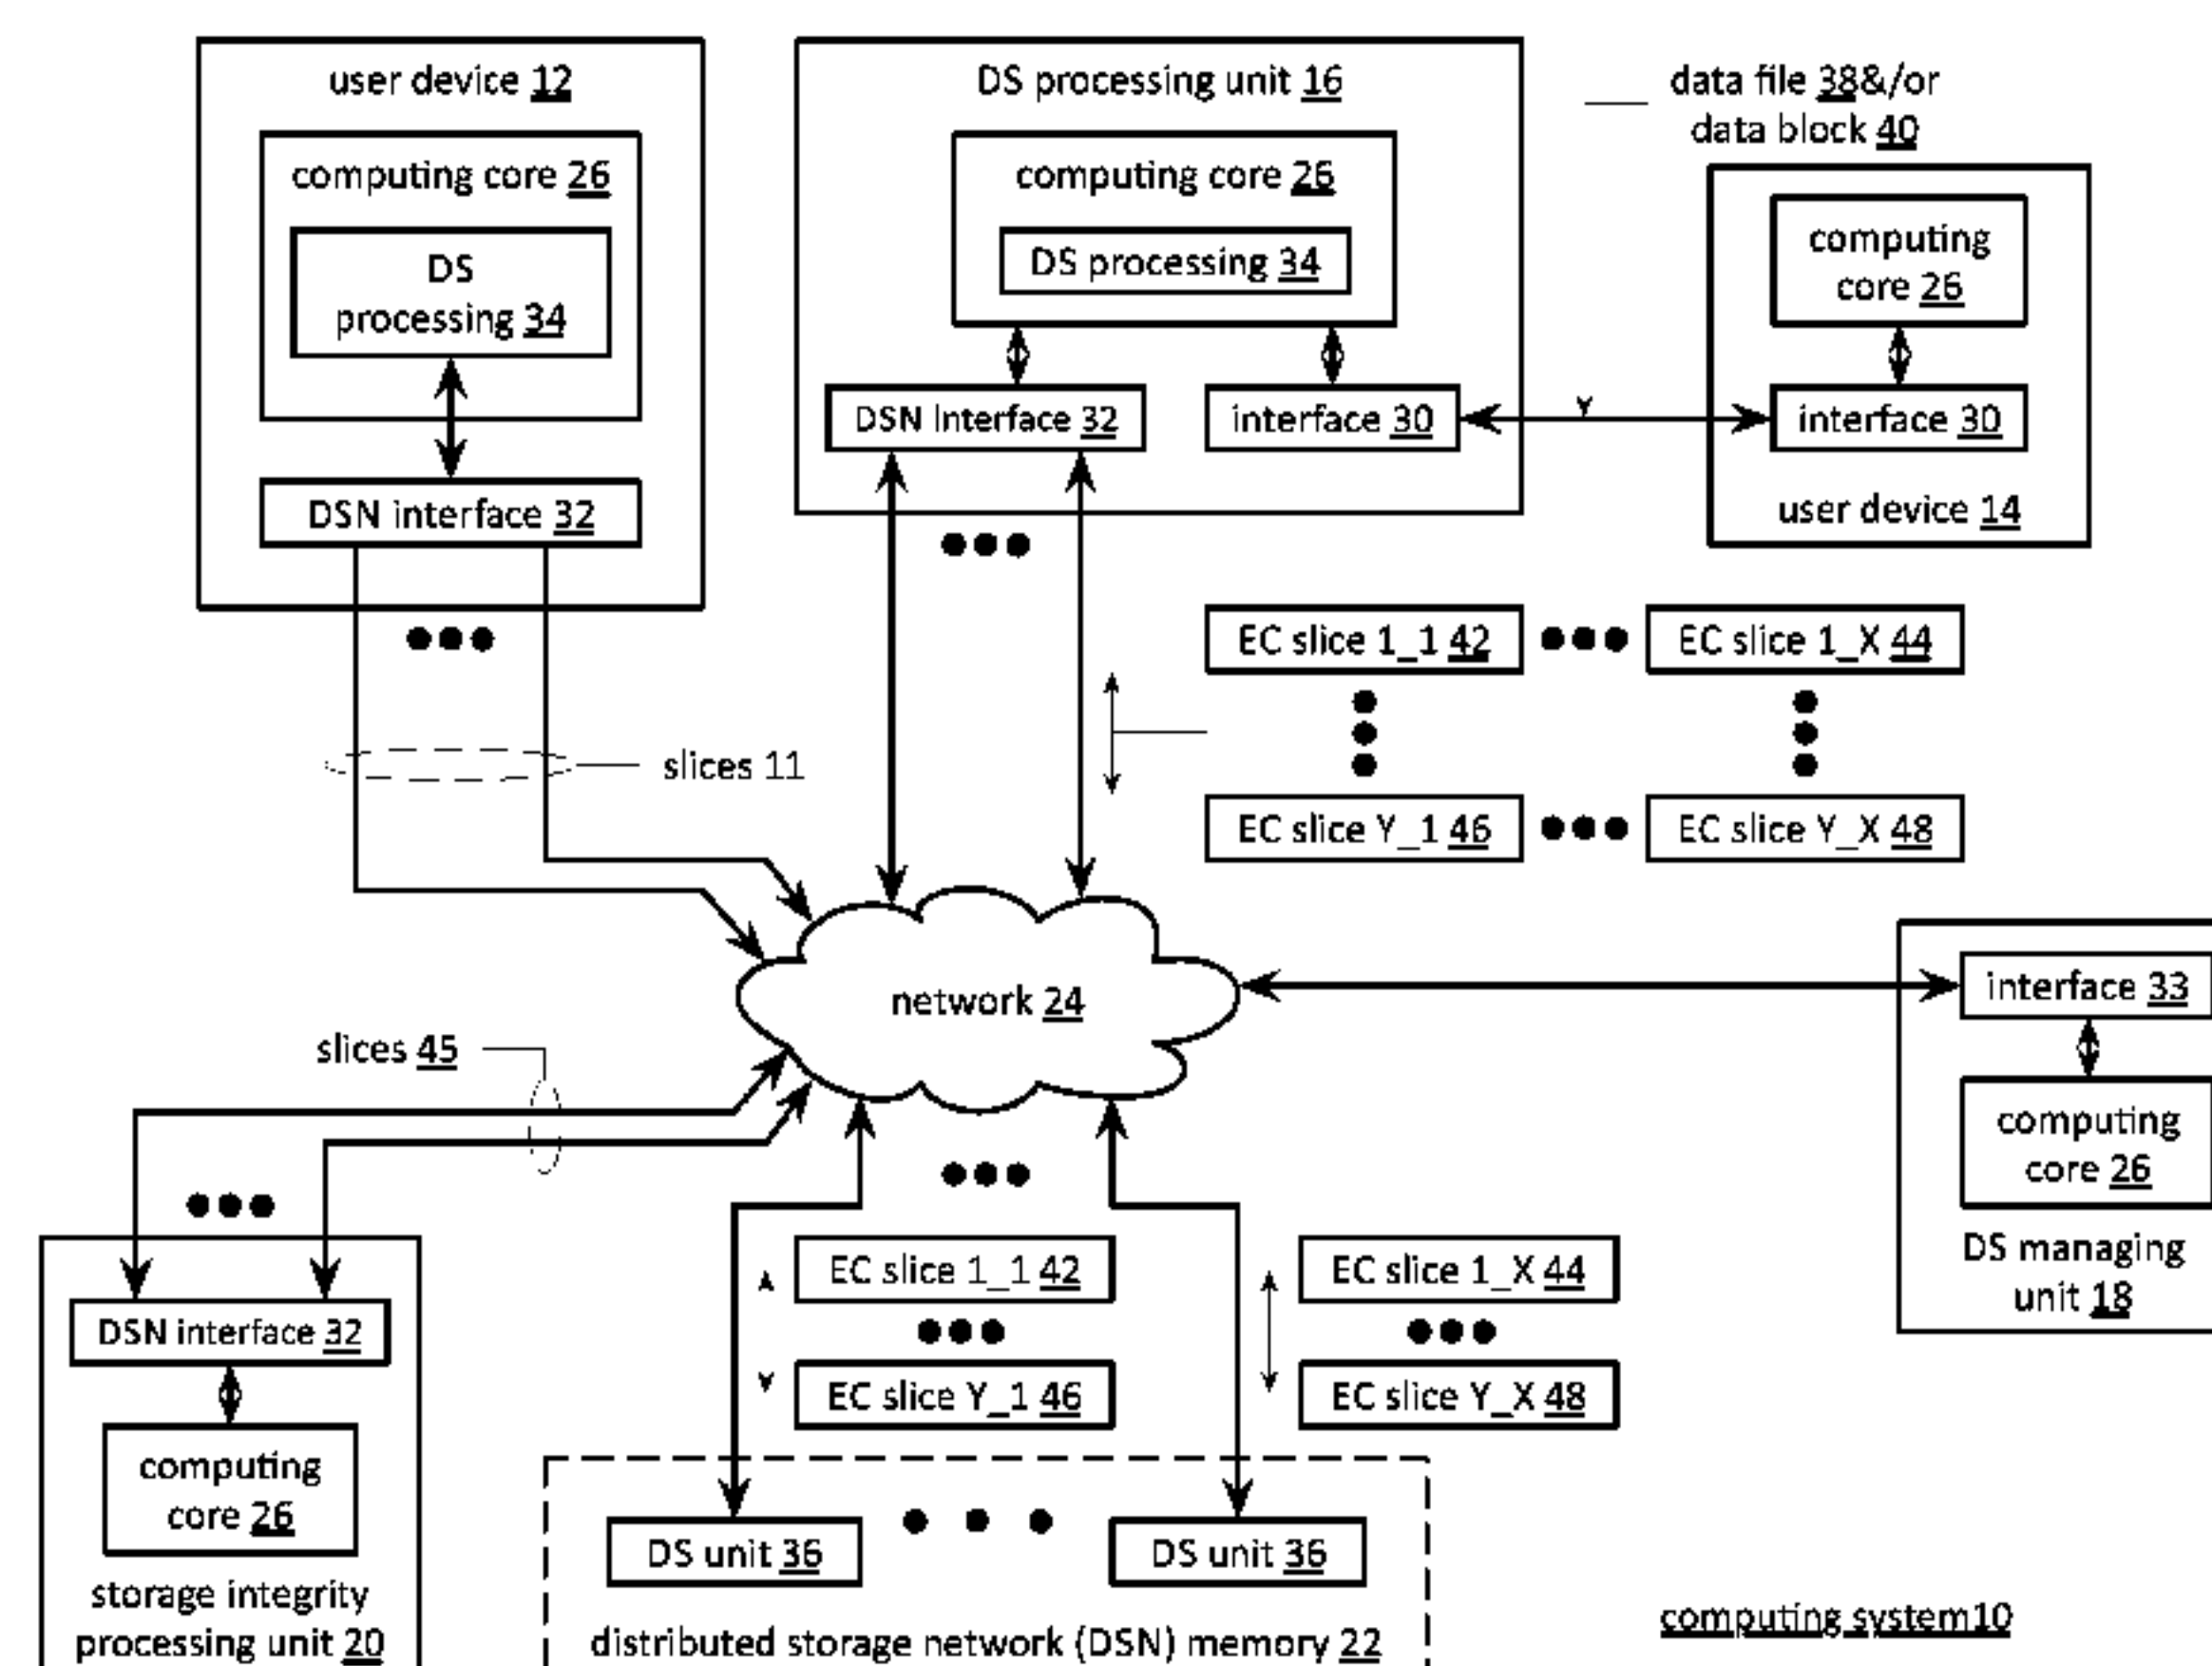 user device 12
computing core 26
DS
processing 34
DSN interface 32
DS processing unit 16
computing core 26
DS processing 34
DSN interface 32
interface 30
data file 38&/or
data block 40
computing
core 26
interface 30
user device 14
slices 11
EC slice 1_1 42
EC slice 1_X 44
EC slice Y_1 46
EC slice Y_X 48
network 24
interface 33
computing
core 26
DS managing
unit 18
slices 45
DSN interface 32
computing
core 26
storage integrity
processing unit 20
EC slice 1_1 42
EC slice Y_1 46
EC slice 1_X 44
EC slice Y_X 48
DS unit 36
DS unit 36
distributed storage network (DSN) memory 22
computing system10